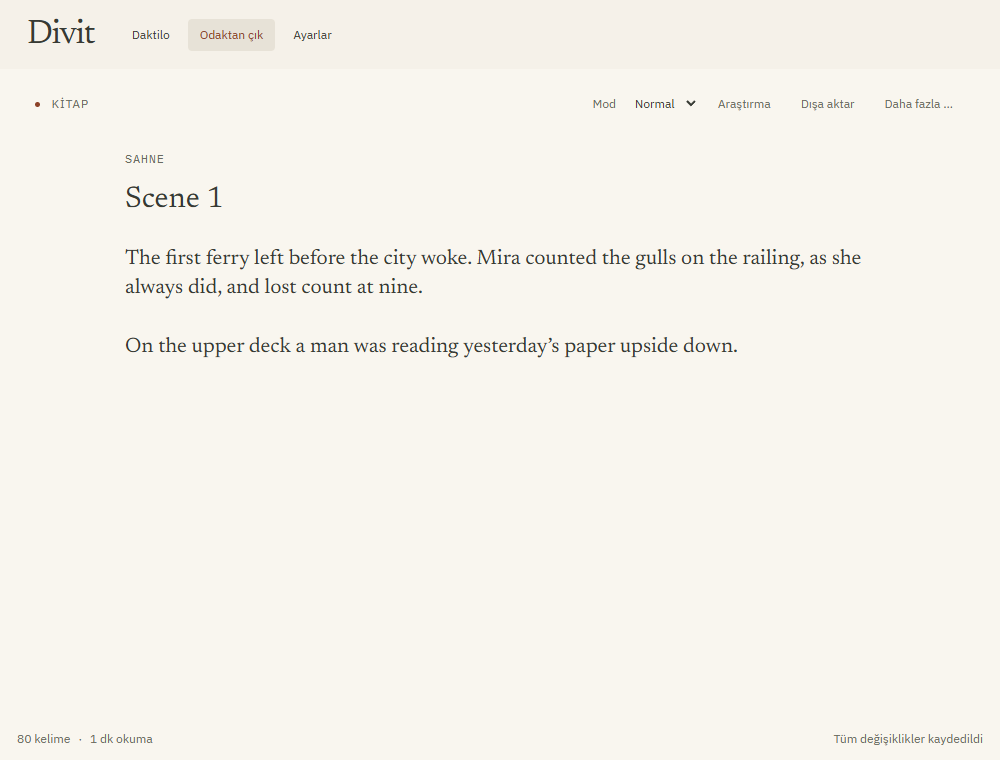 Divit
Daktilo
Odaktan çık
Ayarlar
KİTAP
Mod
Normal
Araştırma
Dışa aktar
Daha fazla ...
SAHNE
Scene 1
The first ferry left before the city woke. Mira counted the gulls on the railing, as she
always did, and lost count at nine.
On the upper deck a man was reading yesterday’s paper upside down.
80 kelime · 1 dk okuma
Tüm değişiklikler kaydedildi